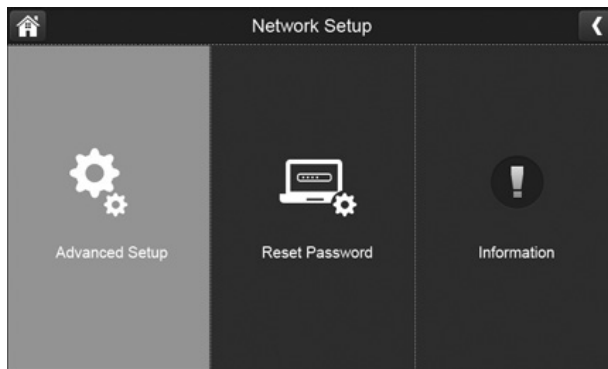 Network Setup
Advanced Setup
Reset Password
Information